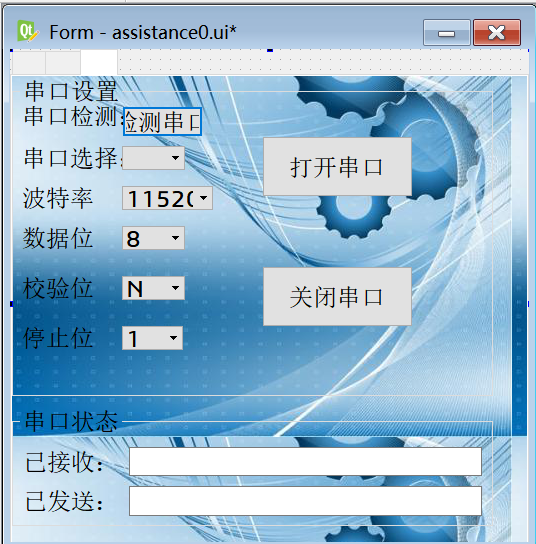 Form - assistance0.ui*
串口设置
串口检测: 检测串口
串口选择:
打开串口
波特率 11520
数据位 8
校验位 N
关闭串口
停止位 1
串口状态
已接收:
已发送: